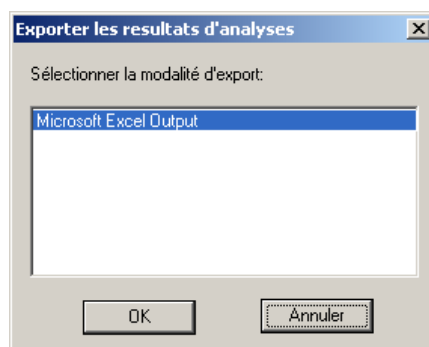 Exporter les resultats d'analyses
Sélectionner la modalité d'export:
Microsoft Excel Output
OK
Annuler